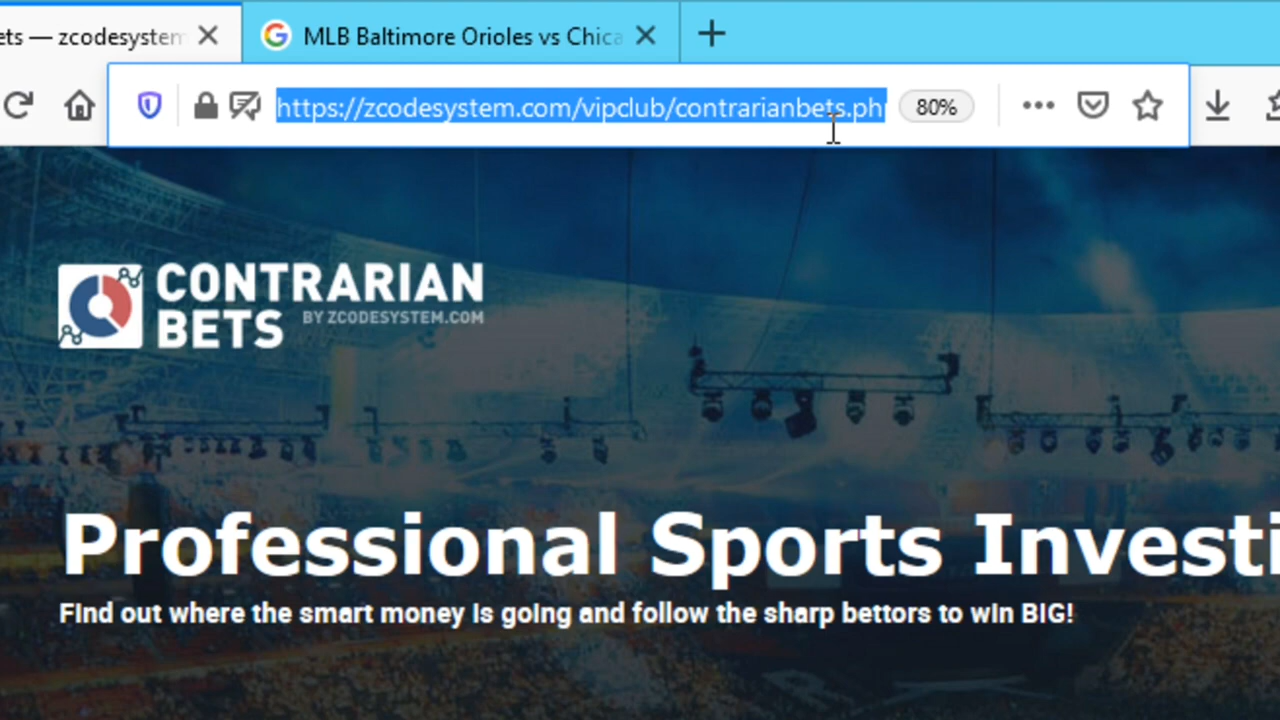 ets — zcodesystem
MLB Baltimore Orioles vs Chica
https://zcodesystem.com/vipclub/contrarianbets.ph
80%
CONTRARIAN
BETS BY ZCODESYSTEM.COM
Professional Sports Investi
Find out where the smart money is going and follow the sharp bettors to win BIG!